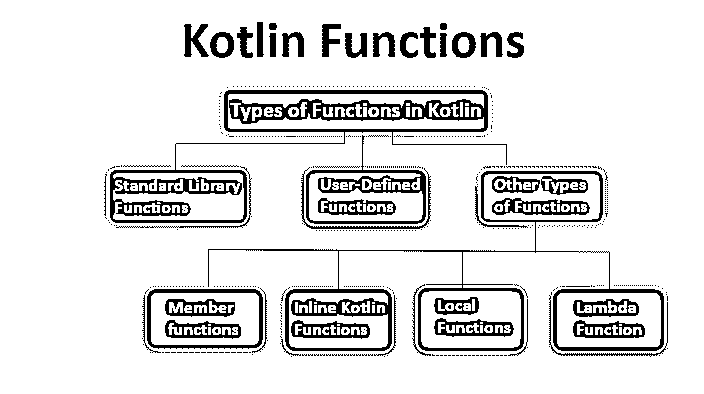 Kotlin Functions
Types of Functions in Kotlin
Standard Library
Functions
User-Defined
Functions
Other Types
of Functions
Member
functions
Inline Kotlin
Functions
Local
Functions
Lambda
Function